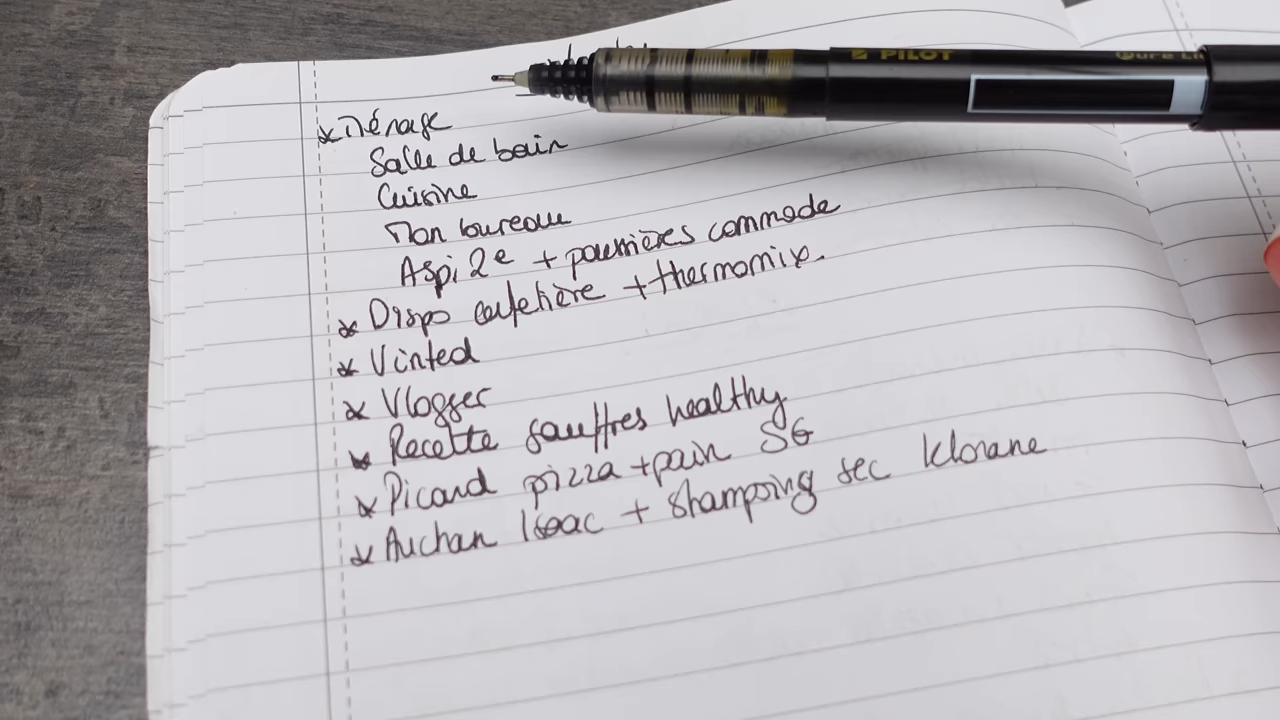 PILOT
* Ménage
Salle de bain
Cuisine
Mon bureau
Aspi 2e + poussières commode
* Dispo cafetière + thermomix.
* Vinted
* Vlogger
* Recette gauffres healthy
* Picard pizza + pain SG
* Auchan Isaac + shampoing sec klorane